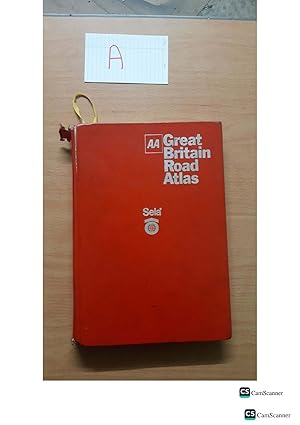 A
AA
Great
Britain
Road
Atlas
Sela
CS CamScanner
CS CamScanner